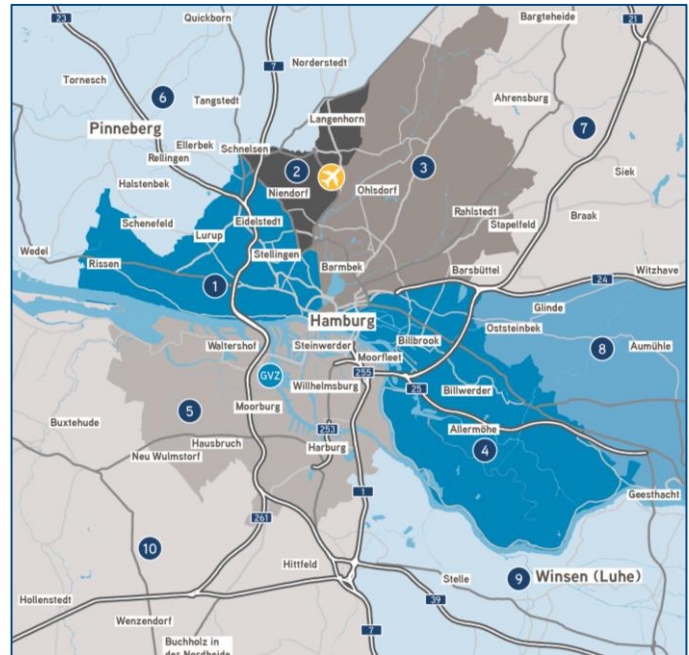 23
Quickborn
Bargteheide
21
7
Norderstedt
Tornesch
6
Tangstedt
Langenhorn
Ahrensburg
7
Pinneberg
Ellerbek
Schnelsen
Rellingen
2
3
Siek
Halstenbek
Niendorf
Ohlsdorf
Rahlstedt
Braak
Schenefeld
Eidelstedt
Stapelfeld
Lurup
Wedel
Stellingen
Rissen
Barmbek
Barsbüttel
Witzhave
24
1
Glinde
Hamburg
Oststeinbek
Waltershof
Steinwerder
Billbrook
8
Aumühle
Moorfleet
GVZ
255
Willhelmsburg
25
Billwerder
5
Moorburg
Buxtehude
253
Allermöhe
Hausbruch
Harburg
4
Neu Wulmstorf
1
Geesthacht
261
10
Hittfeld
Stelle
9
Winsen (Luhe)
Hollenstedt
39
Wenzendorf
7
Buchholz in
der Nordheide